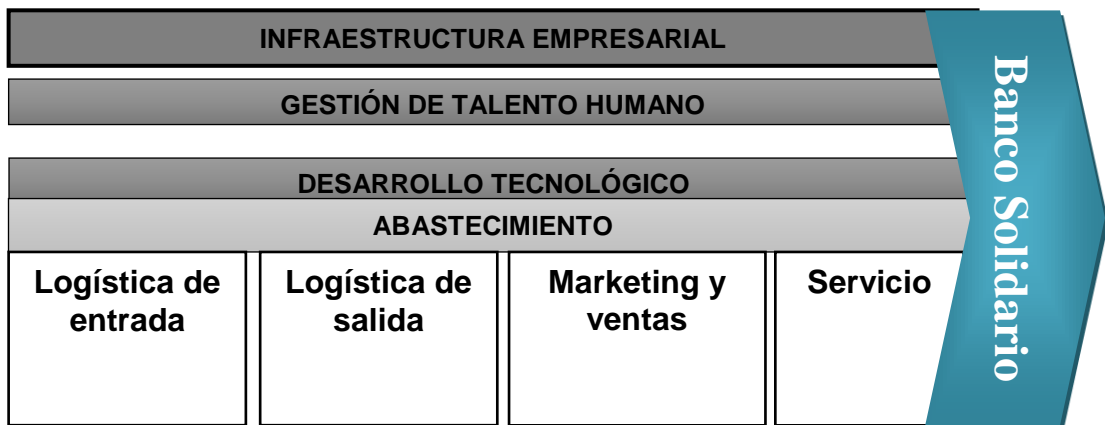 INFRAESTRUCTURA EMPRESARIAL
GESTIÓN DE TALENTO HUMANO
DESARROLLO TECNOLÓGICO
ABASTECIMIENTO
Logística de
entrada
Logística de
salida
Marketing y
ventas
Servicio
Banco Solidario